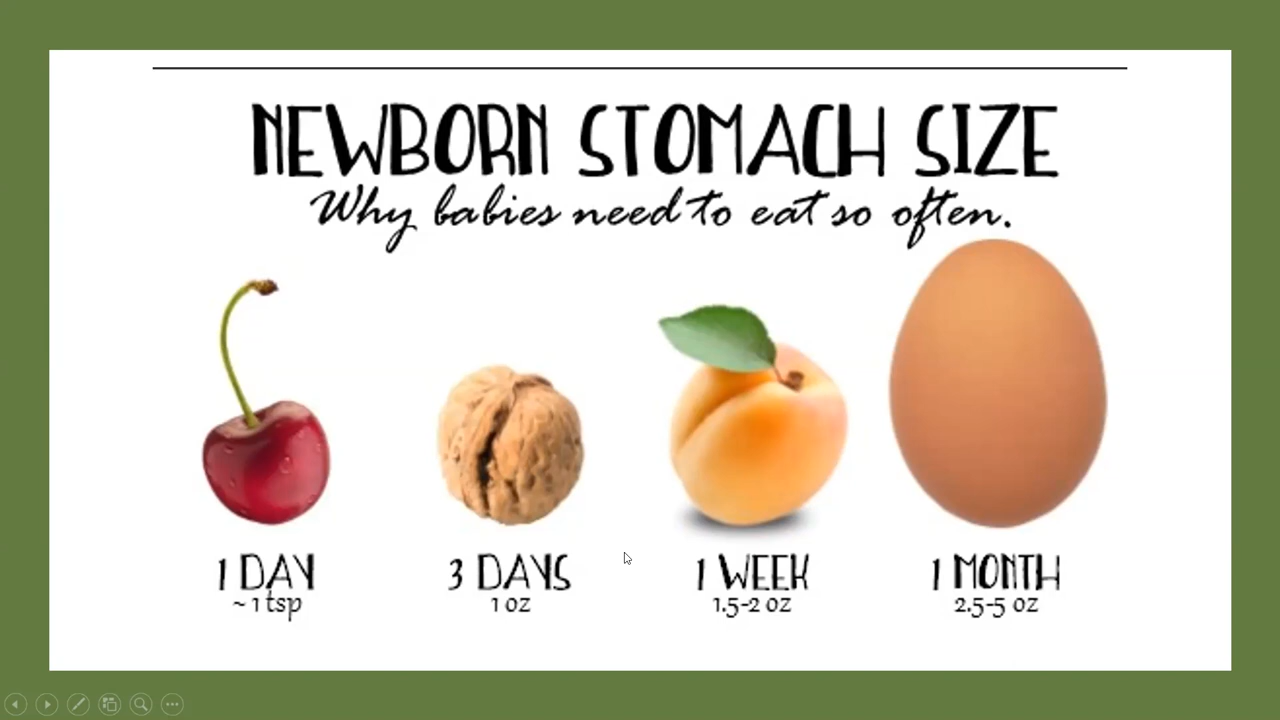 NEWBORN STOMACH SIZE
Why babies need to eat so often.
1 DAY
~ 1 tsp
3 DAYS
1 oz
1 WEEK
1.5-2 oz
1 MONTH
2.5-5 oz